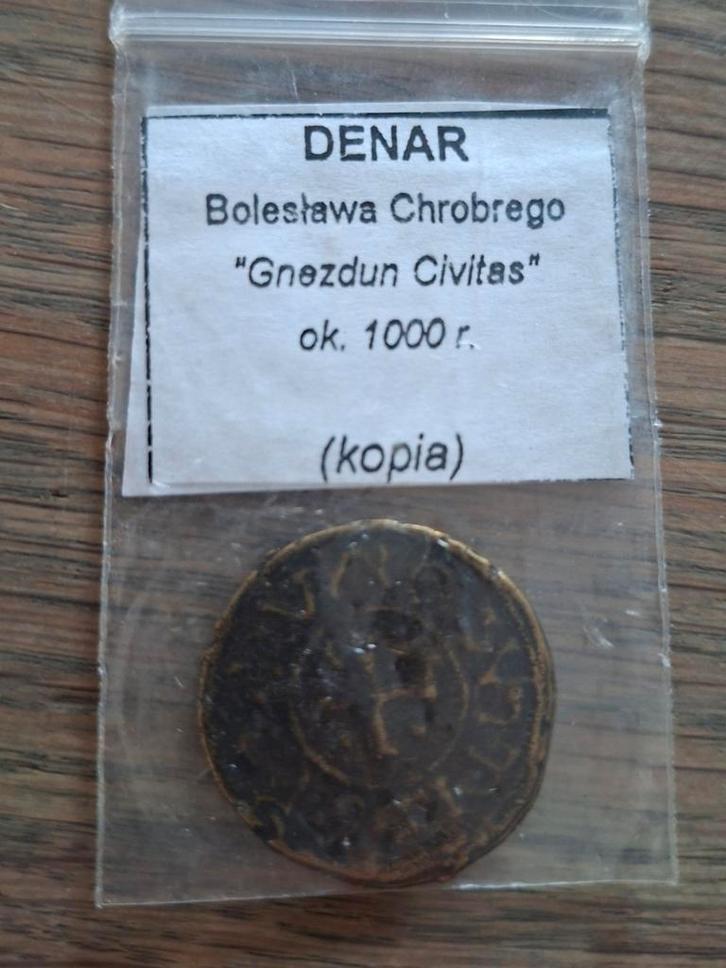 DENAR
Bolesława Chrobrego
"Gnezdun Civitas"
ok. 1000 r.
(kopia)